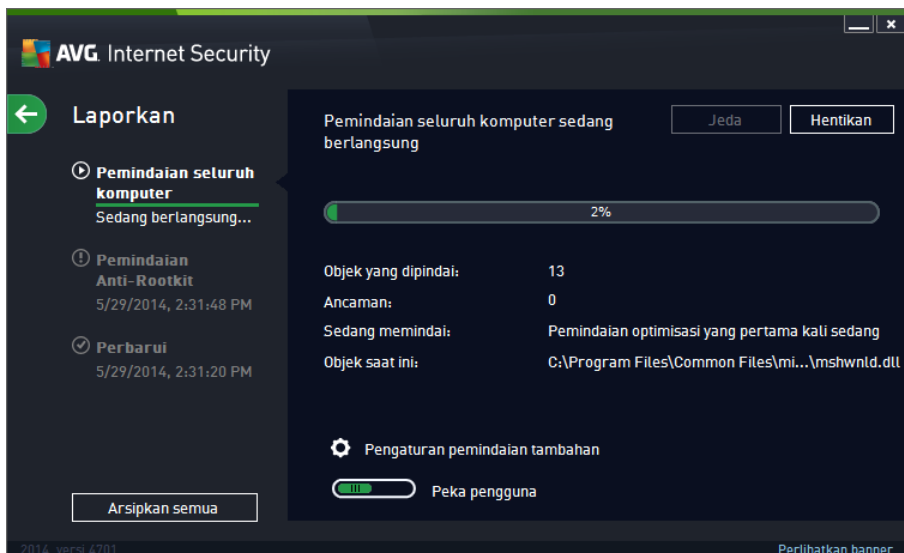 AVG. Internet Security
Laporkan
Pemindaian seluruh
komputer
Sedang berlangsung...
Pemindaian
Anti-Rootkit
5/29/2014, 2:31:48 PM
Perbarui
5/29/2014, 2:31:20 PM
Arsipkan semua
Pemindaian seluruh komputer sedang
berlangsung
Jeda
Hentikan
2%
Objek yang dipindai: 13
Ancaman: 0
Sedang memindai: Pemindaian optimisasi yang pertama kali sedang
Objek saat ini: C:\Program Files\Common Files\mi...\mshwnld.dll
Pengaturan pemindaian tambahan
Peka pengguna
2014 versi 4701
Perlihatkan banner